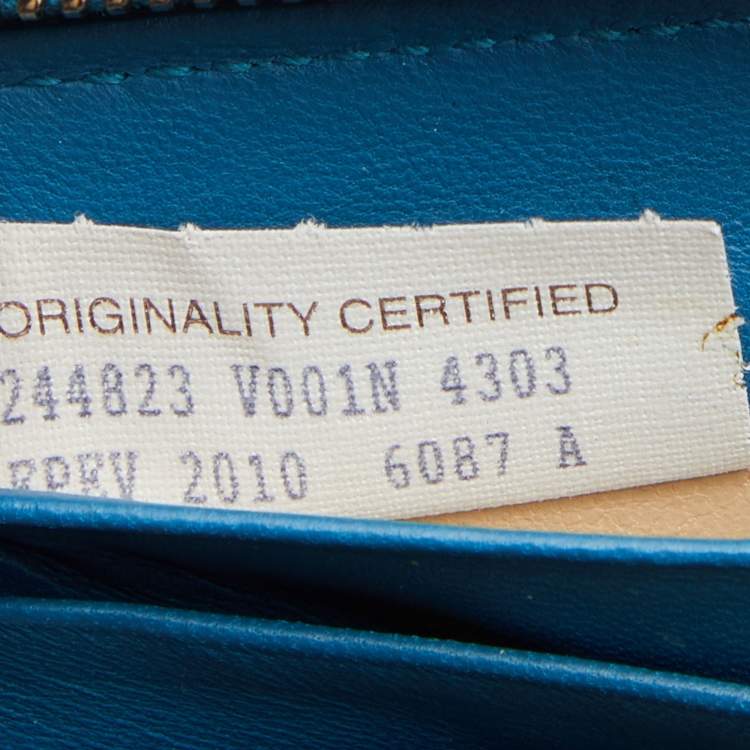 ORIGINALITY CERTIFIED
244823 V001N 4303
2010 6087 A